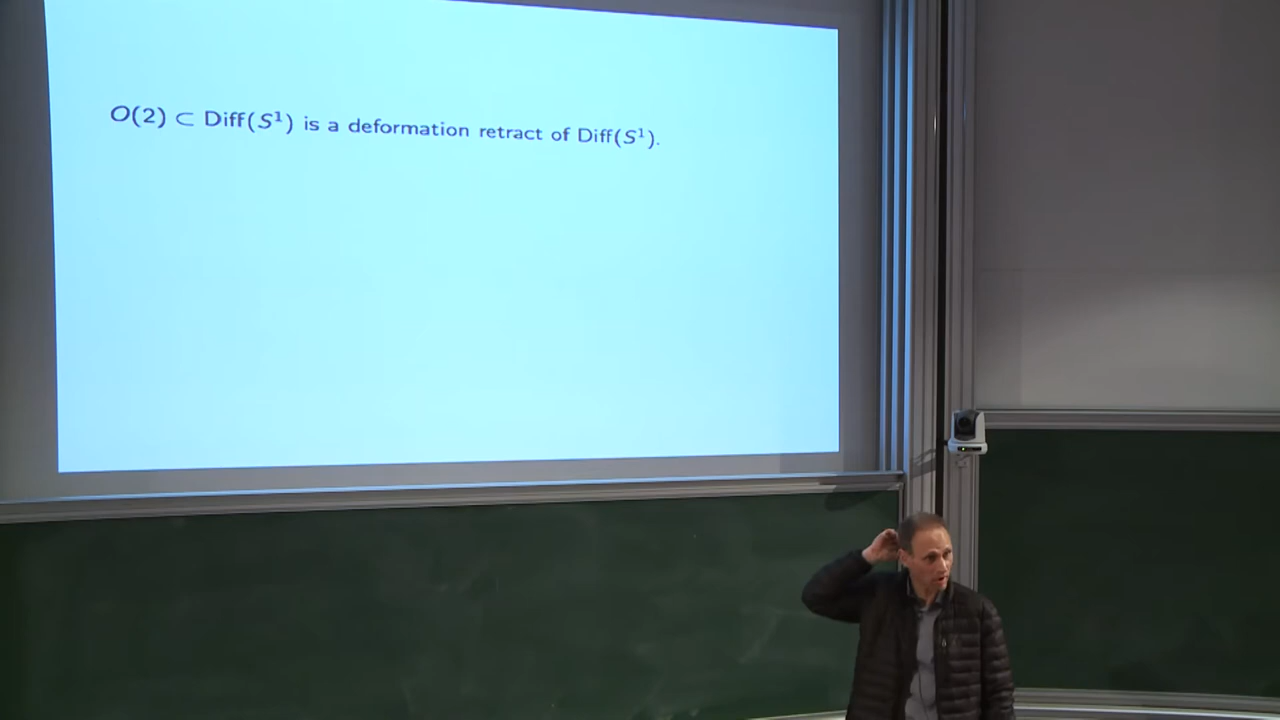 O(2) ⊂ Diff(S¹) is a deformation retract of Diff(S¹).